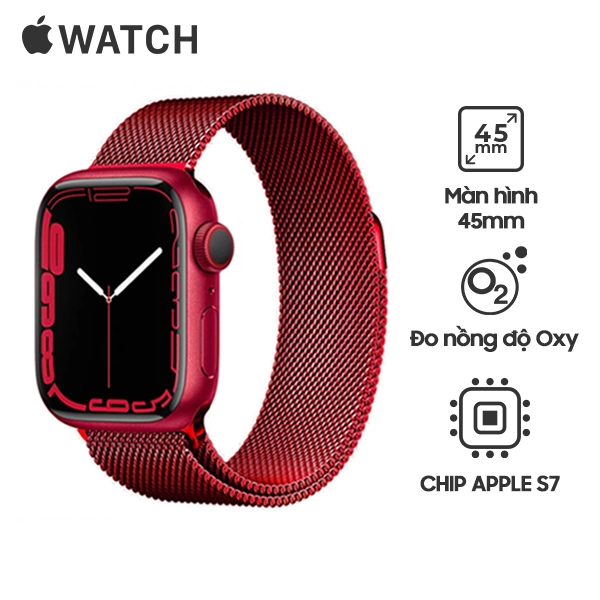 WATCH
45
mm
Màn hình
45mm
O2
Đo nồng độ Oxy
CHIP APPLE S7